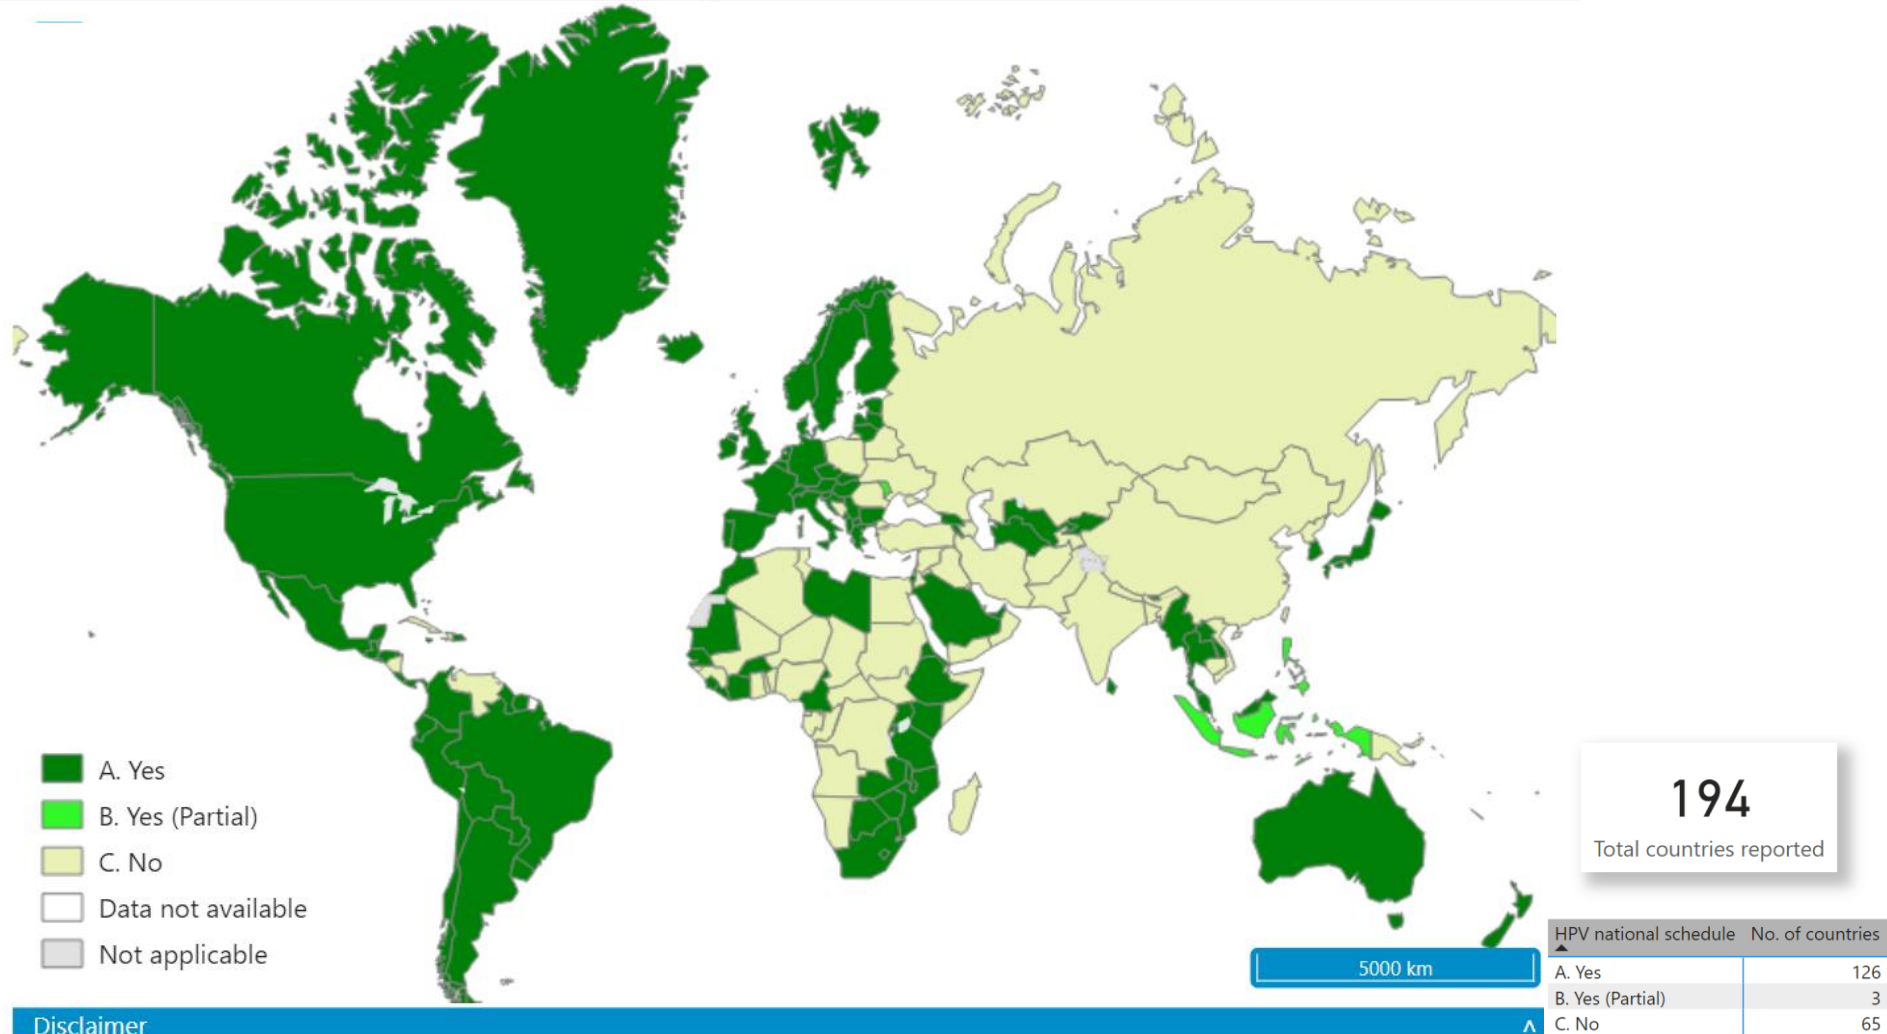 A. Yes
B. Yes (Partial)
C. No
Data not available
Not applicable
194
Total countries reported
5000 km
HPV national schedule No. of countries
A. Yes 126
B. Yes (Partial) 3
C. No 65
Disclaimer